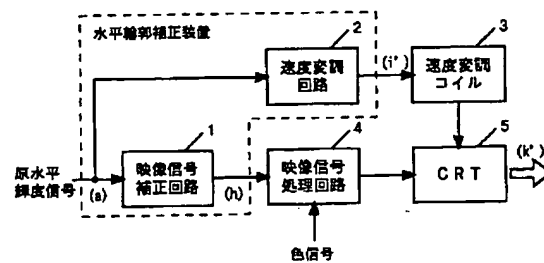 水平輪郭補正装置
2
速度変調
回路
(i')
3
速度変調
コイル
原水平
輝度信号
(a)
1
映像信号
補正回路
(h)
4
映像信号
処理回路
5
CRT
(k')
色信号